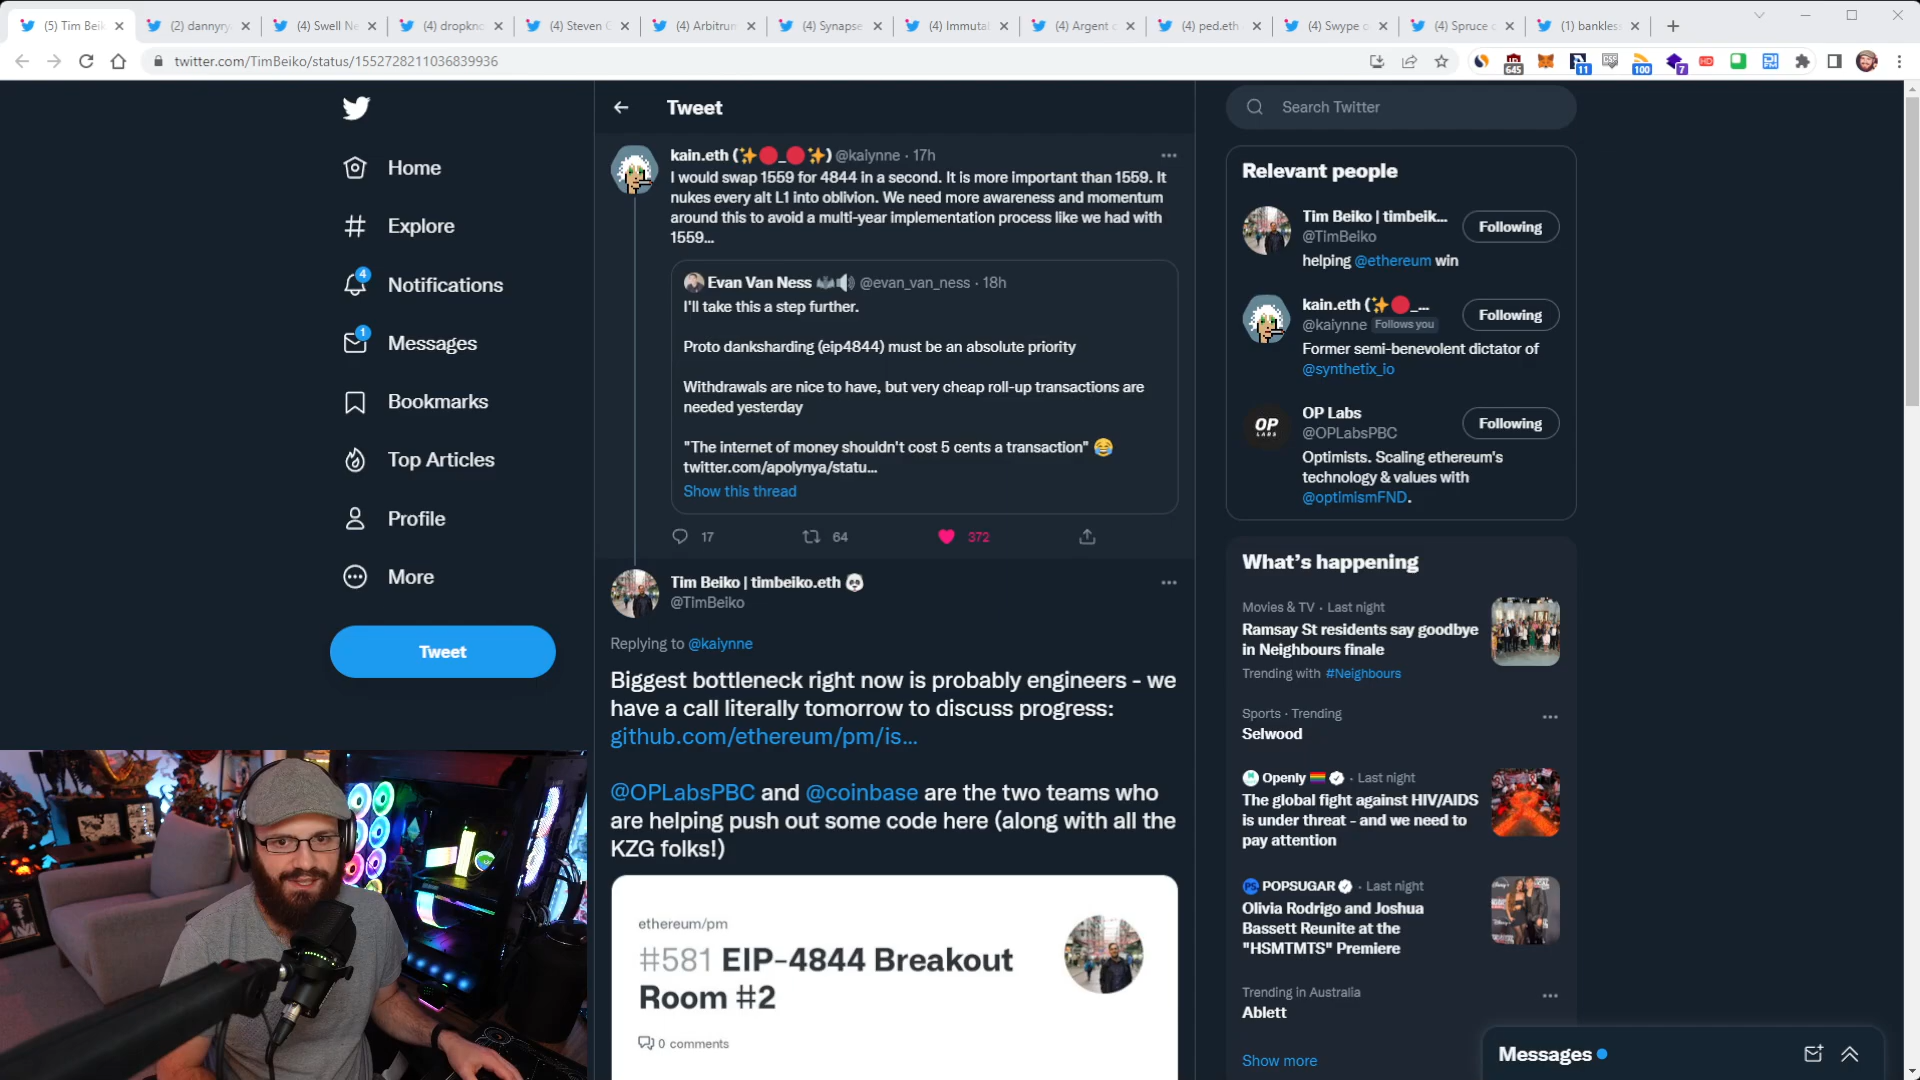 (5) Tim Beik
(2) dannyry
(4) Swell Ne
(4) dropknc
(4) Steven G
(4) Arbitrum
(4) Synapse
(4) Immutal
(4) Argent c
(4) ped.eth
(4) Swype o
(4) Spruce c
(1) bankless
twitter.com/TimBeiko/status/1552728211036839936
645
11
100
7
HD
Home
Explore
4
Notifications
1
Messages
Bookmarks
Top Articles
Profile
More
Tweet
Tweet
kain.eth (✨🔴_🔴✨) @kaiynne · 17h
I would swap 1559 for 4844 in a second. It is more important than 1559. It
nukes every alt L1 into oblivion. We need more awareness and momentum
around this to avoid a multi-year implementation process like we had with
1559...
Evan Van Ness 🦇🔊 @evan_van_ness · 18h
I'll take this a step further.
Proto danksharding (eip4844) must be an absolute priority
Withdrawals are nice to have, but very cheap roll-up transactions are
needed yesterday
"The internet of money shouldn't cost 5 cents a transaction" 😂
twitter.com/apolynya/statu...
Show this thread
17
64
372
Tim Beiko | timbeiko.eth 🐼
@TimBeiko
Replying to @kaiynne
Biggest bottleneck right now is probably engineers - we
have a call literally tomorrow to discuss progress:
github.com/ethereum/pm/is...
@OPLabsPBC and @coinbase are the two teams who
are helping push out some code here (along with all the
KZG folks!)
ethereum/pm
#581 EIP-4844 Breakout
Room #2
0 comments
Search Twitter
Relevant people
Tim Beiko | timbeik...
@TimBeiko
Following
helping @ethereum win
kain.eth (✨🔴_...
@kaiynne Follows you
Following
Former semi-benevolent dictator of
@synthetix_io
OP
LABS
OP Labs
@OPLabsPBC
Following
Optimists. Scaling ethereum's
technology & values with
@optimismFND.
What's happening
Movies & TV · Last night
Ramsay St residents say goodbye
in Neighbours finale
Trending with #Neighbours
Sports · Trending
Selwood
Openly 🏳️‍🌈 · Last night
The global fight against HIV/AIDS
is under threat - and we need to
pay attention
POPSUGAR · Last night
Olivia Rodrigo and Joshua
Bassett Reunite at the
"HSMTMTS" Premiere
Trending in Australia
Ablett
Show more
Messages